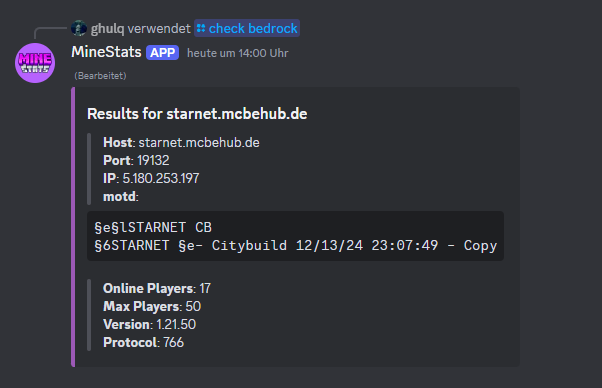 ghulq verwendet check bedrock
MINE
STATS
MineStats APP heute um 14:00 Uhr
(Bearbeitet)
Results for starnet.mcbehub.de
Host: starnet.mcbehub.de
Port: 19132
IP: 5.180.253.197
motd:
§e§lSTARNET CB
§6STARNET §e- Citybuild 12/13/24 23:07:49 - Copy
Online Players: 17
Max Players: 50
Version: 1.21.50
Protocol: 766